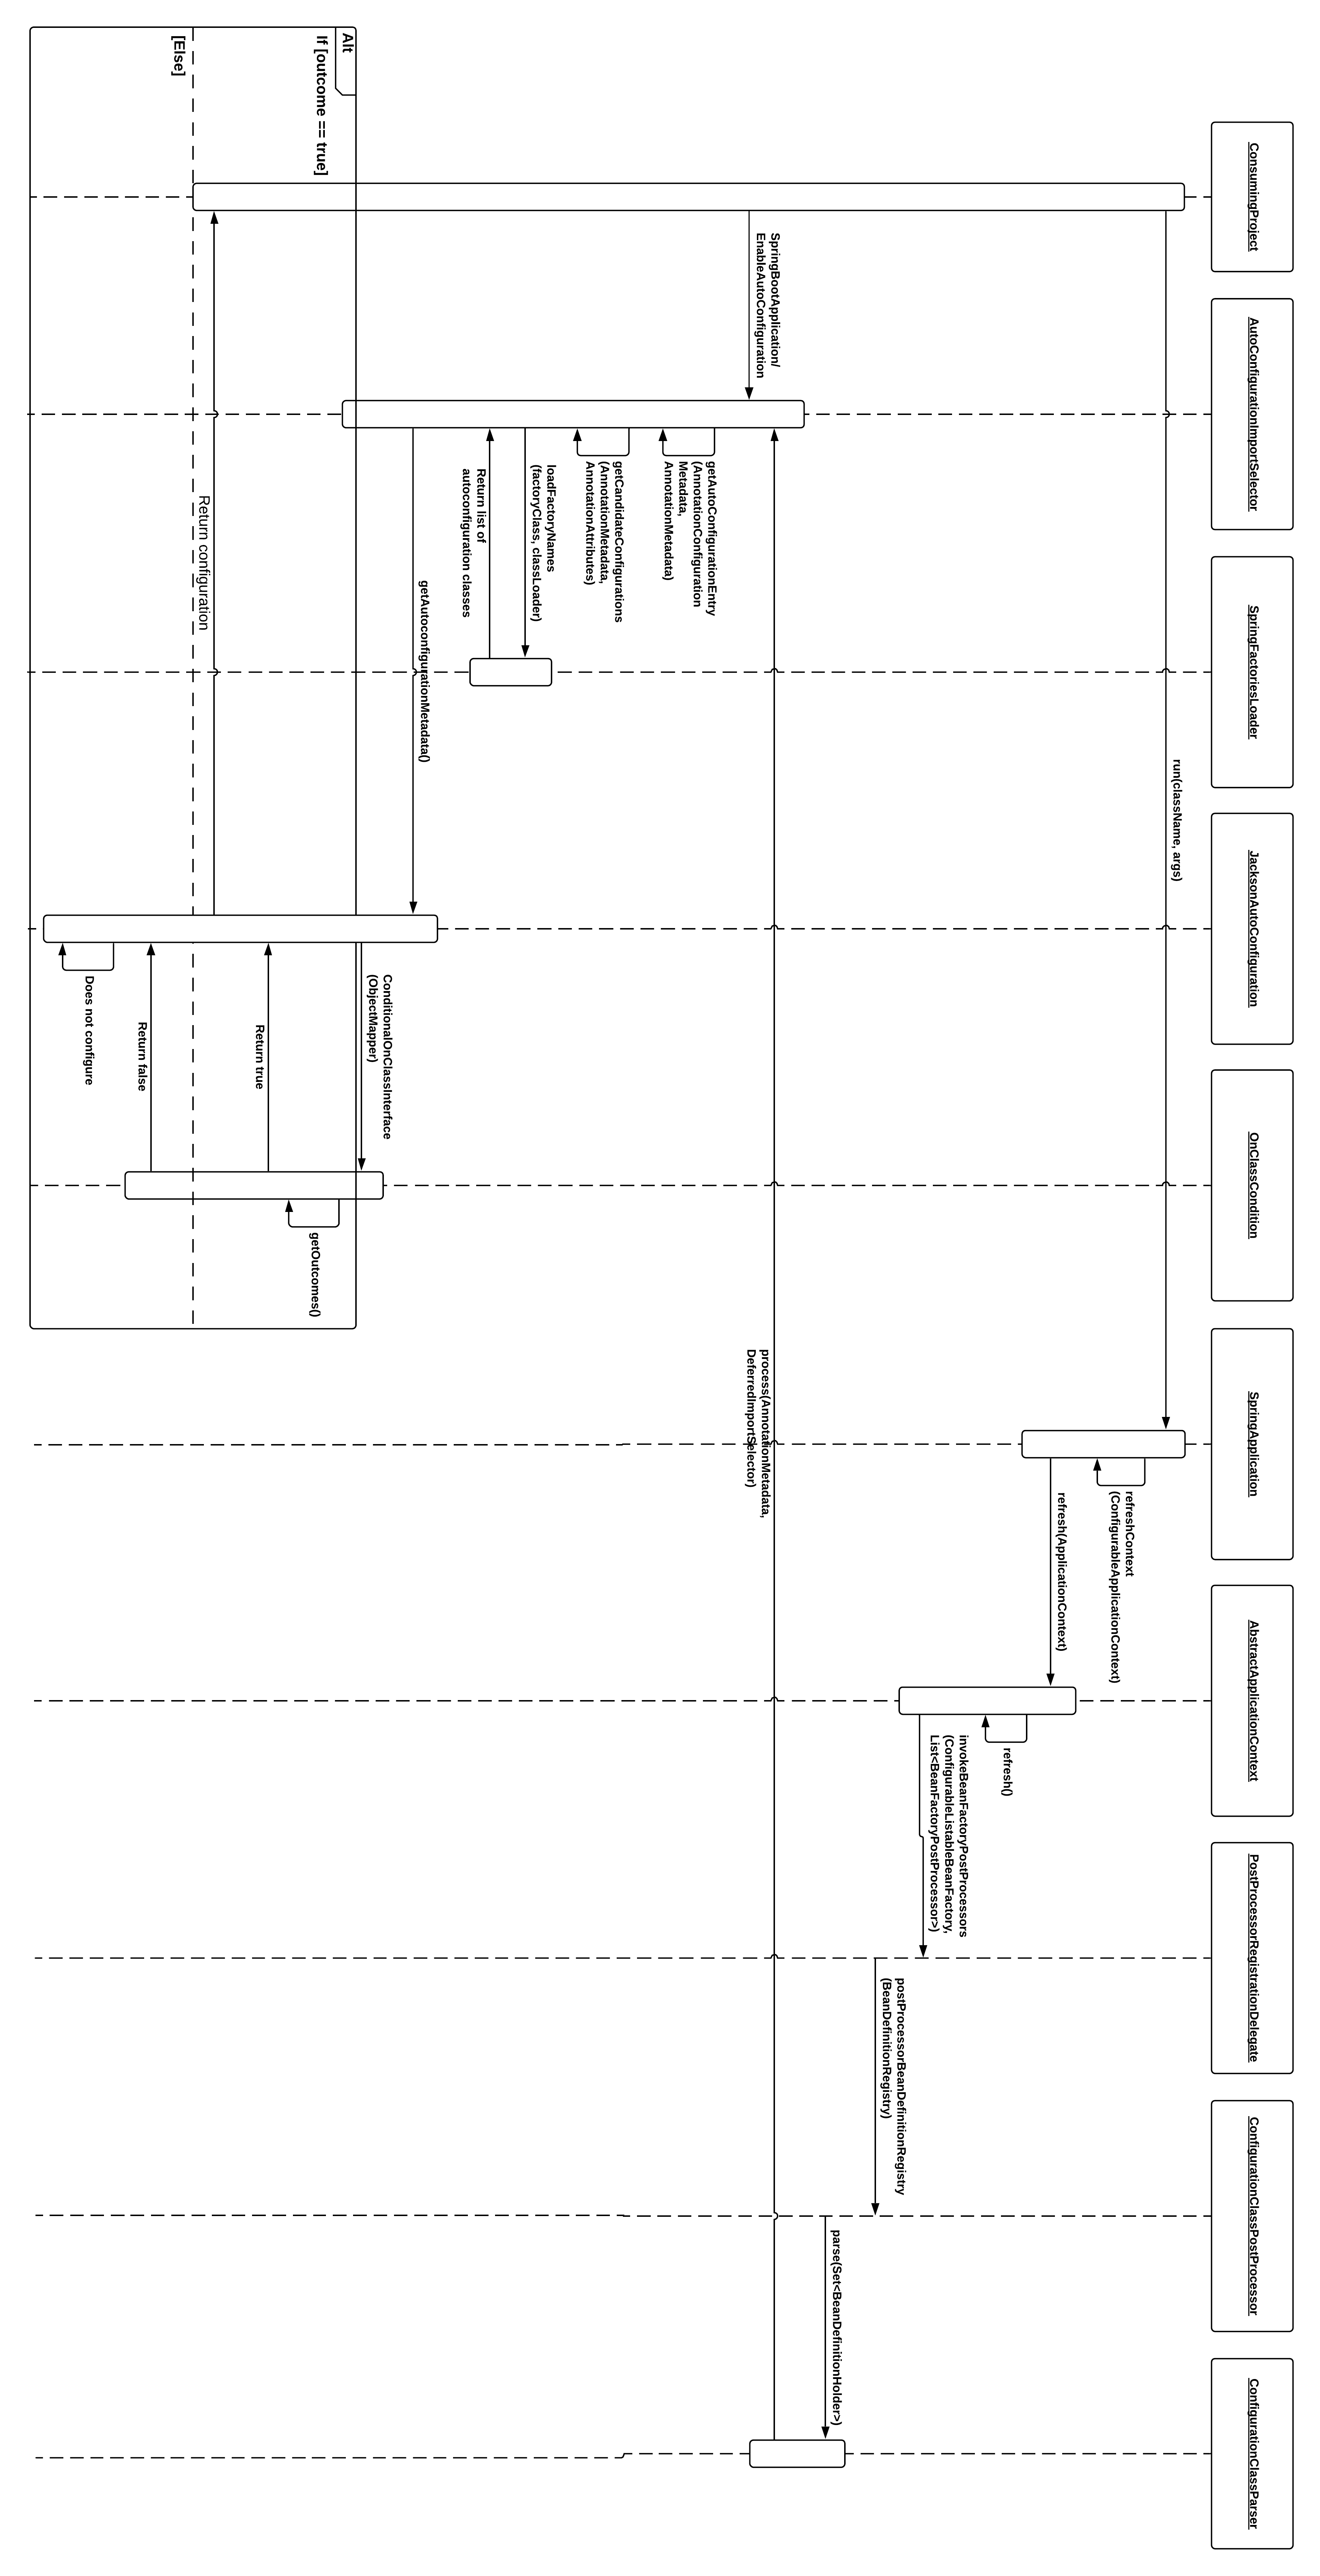 ConsumingProject
AutoConfigurationImportSelector
SpringFactoriesLoader
JacksonAutoConfiguration
OnClassCondition
SpringApplication
AbstractApplicationContext
PostProcessorRegistrationDelegate
ConfigurationClassPostProcessor
ConfigurationClassParser
run(className, args)
refreshContext
(ConfigurableApplicationContext)
refresh(ApplicationContext)
refresh()
invokeBeanFactoryPostProcessors
(ConfigurableListableBeanFactory,
List<BeanFactoryPostProcessor>)
postProcessorBeanDefinitionRegistry
(BeanDefinitionRegistry)
parse(Set<BeanDefinitionHolder>)
process(AnnotationMetadata,
DeferredImportSelector)
SpringBootApplication/
EnableAutoConfiguration
getAutoConfigurationEntry
(AnnotationConfiguration
Metadata,
AnnotationMetadata)
getCandidateConfigurations
(AnnotationMetadata,
AnnotationAttributes)
loadFactoryNames
(factoryClass, classLoader)
Return list of
autoconfiguration classes
getAutoconfigurationMetadata()
ConditionalOnClassInterface
(ObjectMapper)
Alt
If [outcome == true]
getOutcomes()
Return true
Return configuration
[Else]
Return false
Does not configure